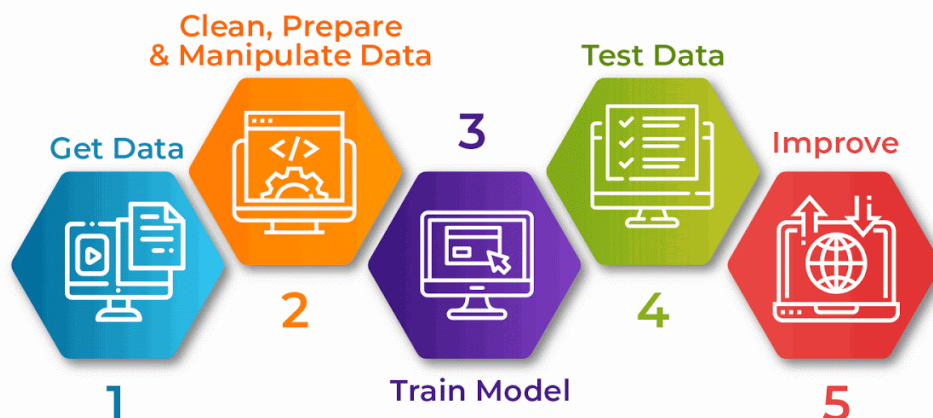 Get Data
1
Clean, Prepare
& Manipulate Data
</>
2
3
Train Model
Test Data
4
Improve
5